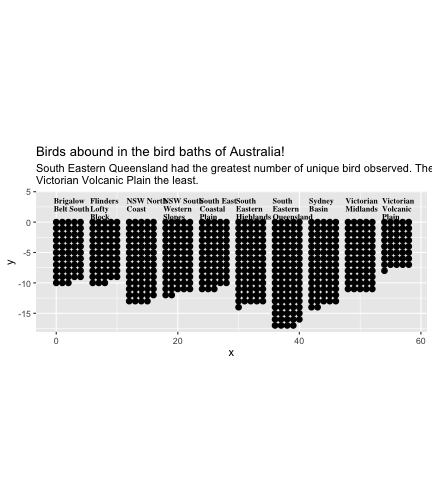 Birds abound in the bird baths of Australia!
South Eastern Queensland had the greatest number of unique bird observed. The
Victorian Volcanic Plain the least.
Brigalow Belt South
Flinders Lofty Block
NSW North Coast
NSW South Western Slopes
South East Coastal Plain
South Eastern Highlands
South Eastern Queensland
Sydney Basin
Victorian Midlands
Victorian Volcanic Plain
5
0
-5
-10
-15
y
0 20 40 60
x